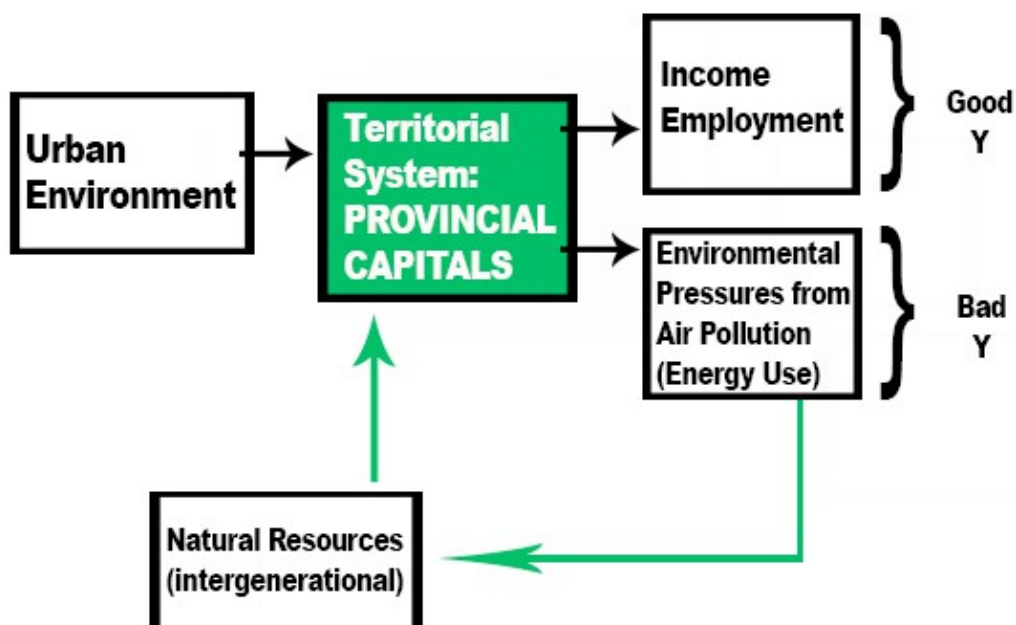 Urban
Environment
Territorial
System:
PROVINCIAL
CAPITALS
Income
Employment
Good
Y
Environmental
Pressures from
Air Pollution
(Energy Use)
Bad
Y
Natural Resources
(intergenerational)